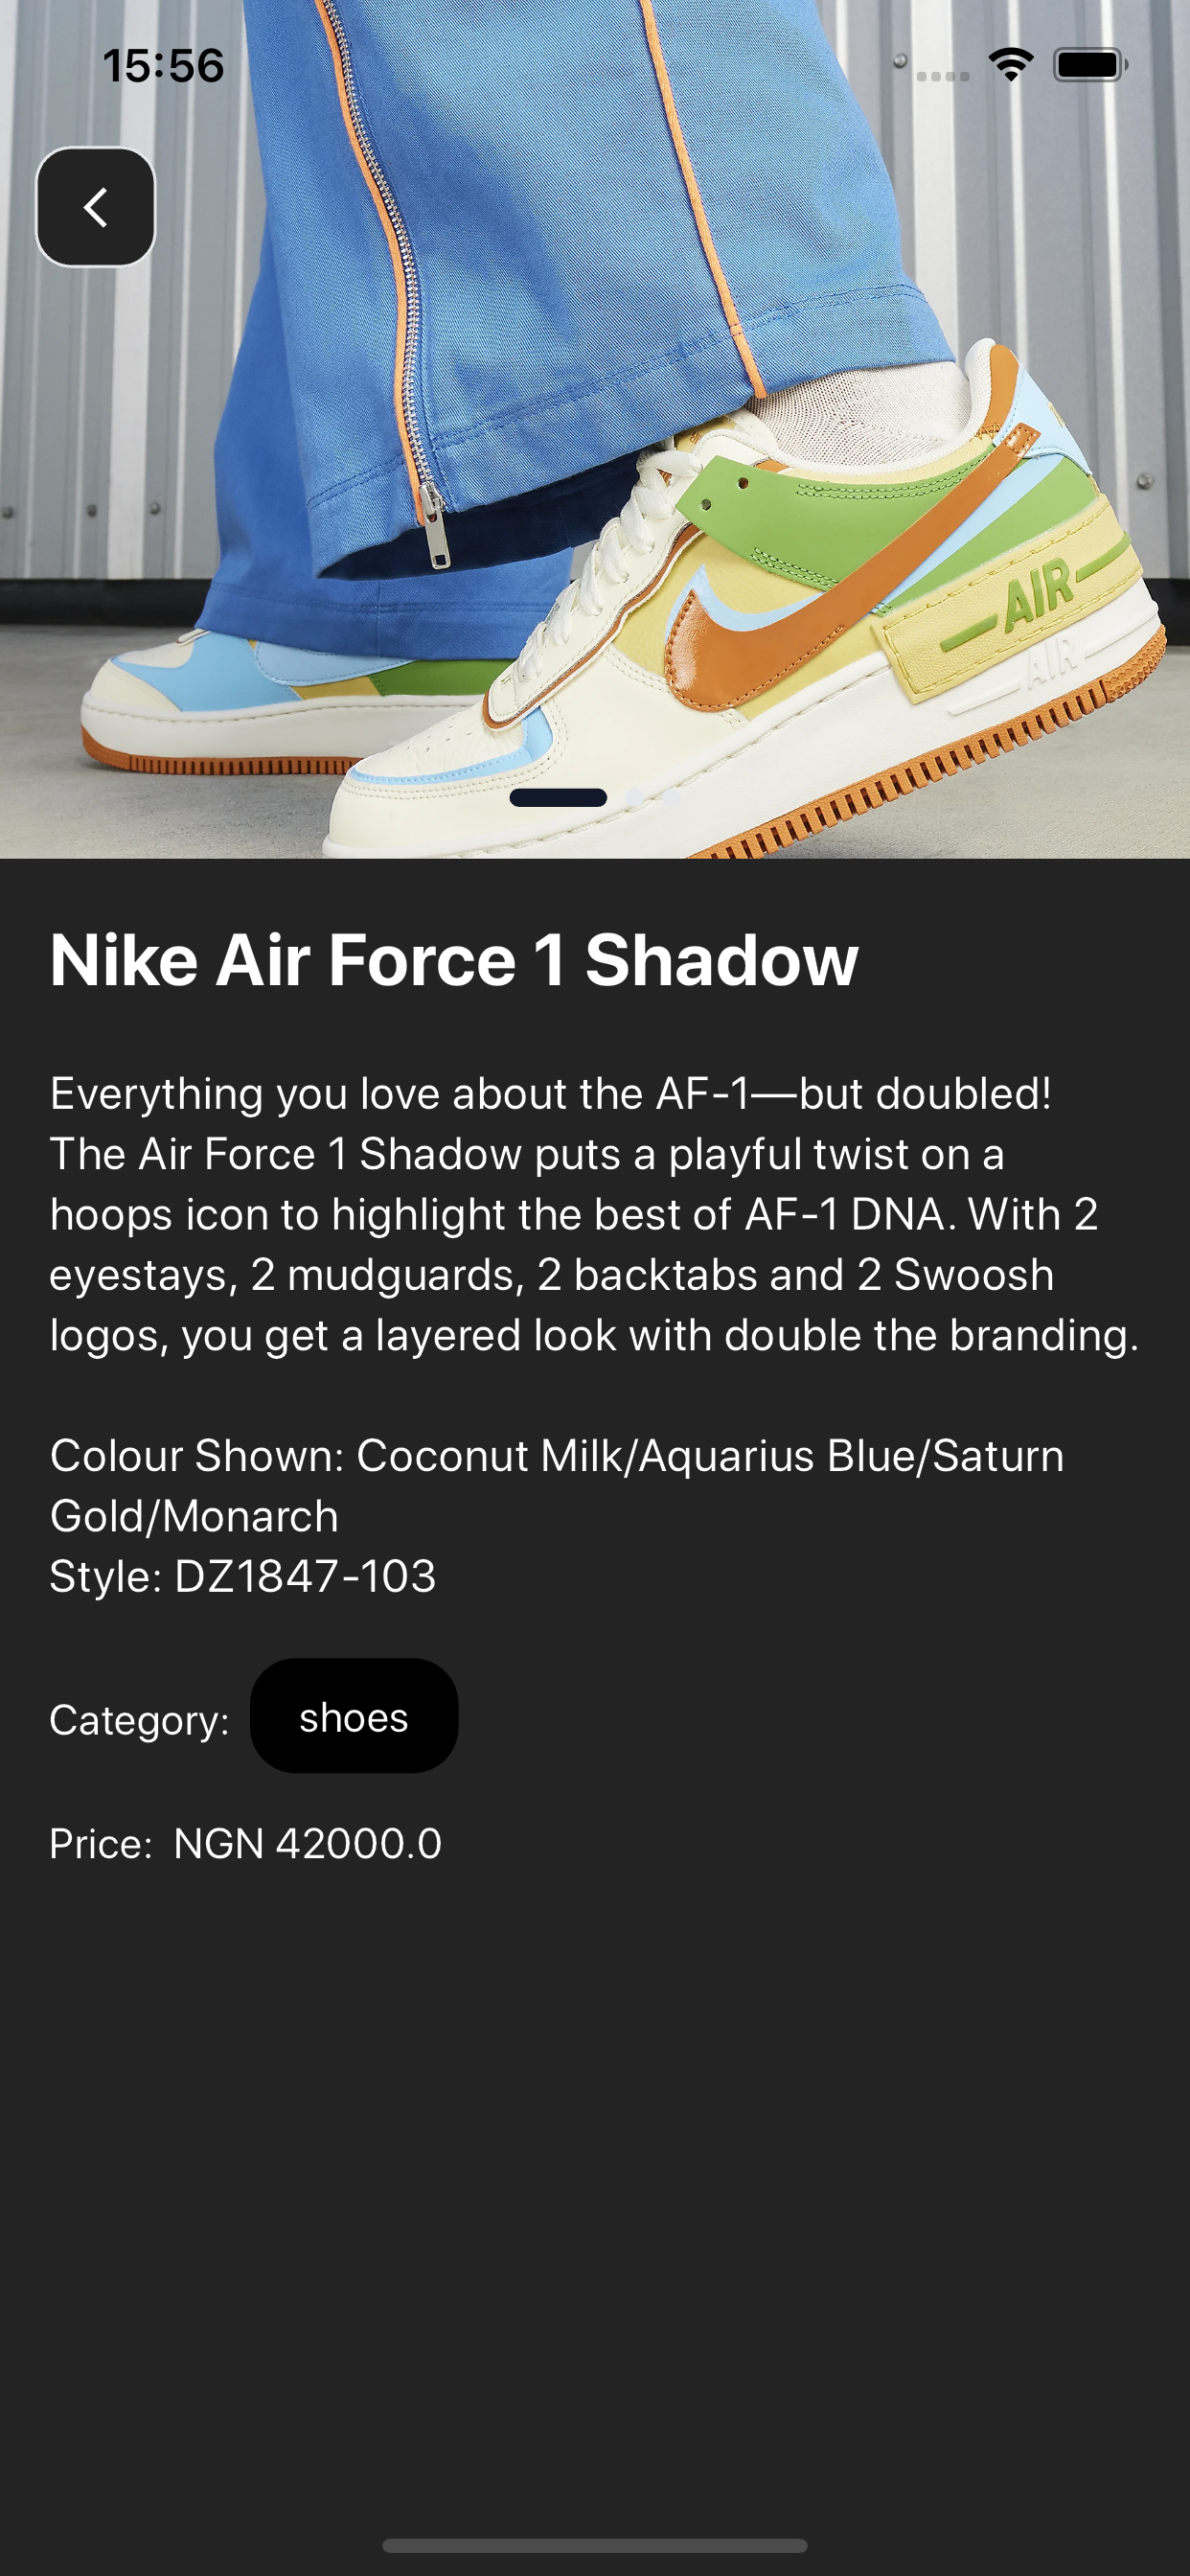 15:56
AIR
AIR
Nike Air Force 1 Shadow
Everything you love about the AF-1—but doubled!
The Air Force 1 Shadow puts a playful twist on a
hoops icon to highlight the best of AF-1 DNA. With 2
eyestays, 2 mudguards, 2 backtabs and 2 Swoosh
logos, you get a layered look with double the branding.
Colour Shown: Coconut Milk/Aquarius Blue/Saturn
Gold/Monarch
Style: DZ1847-103
Category: shoes
Price: NGN 42000.0